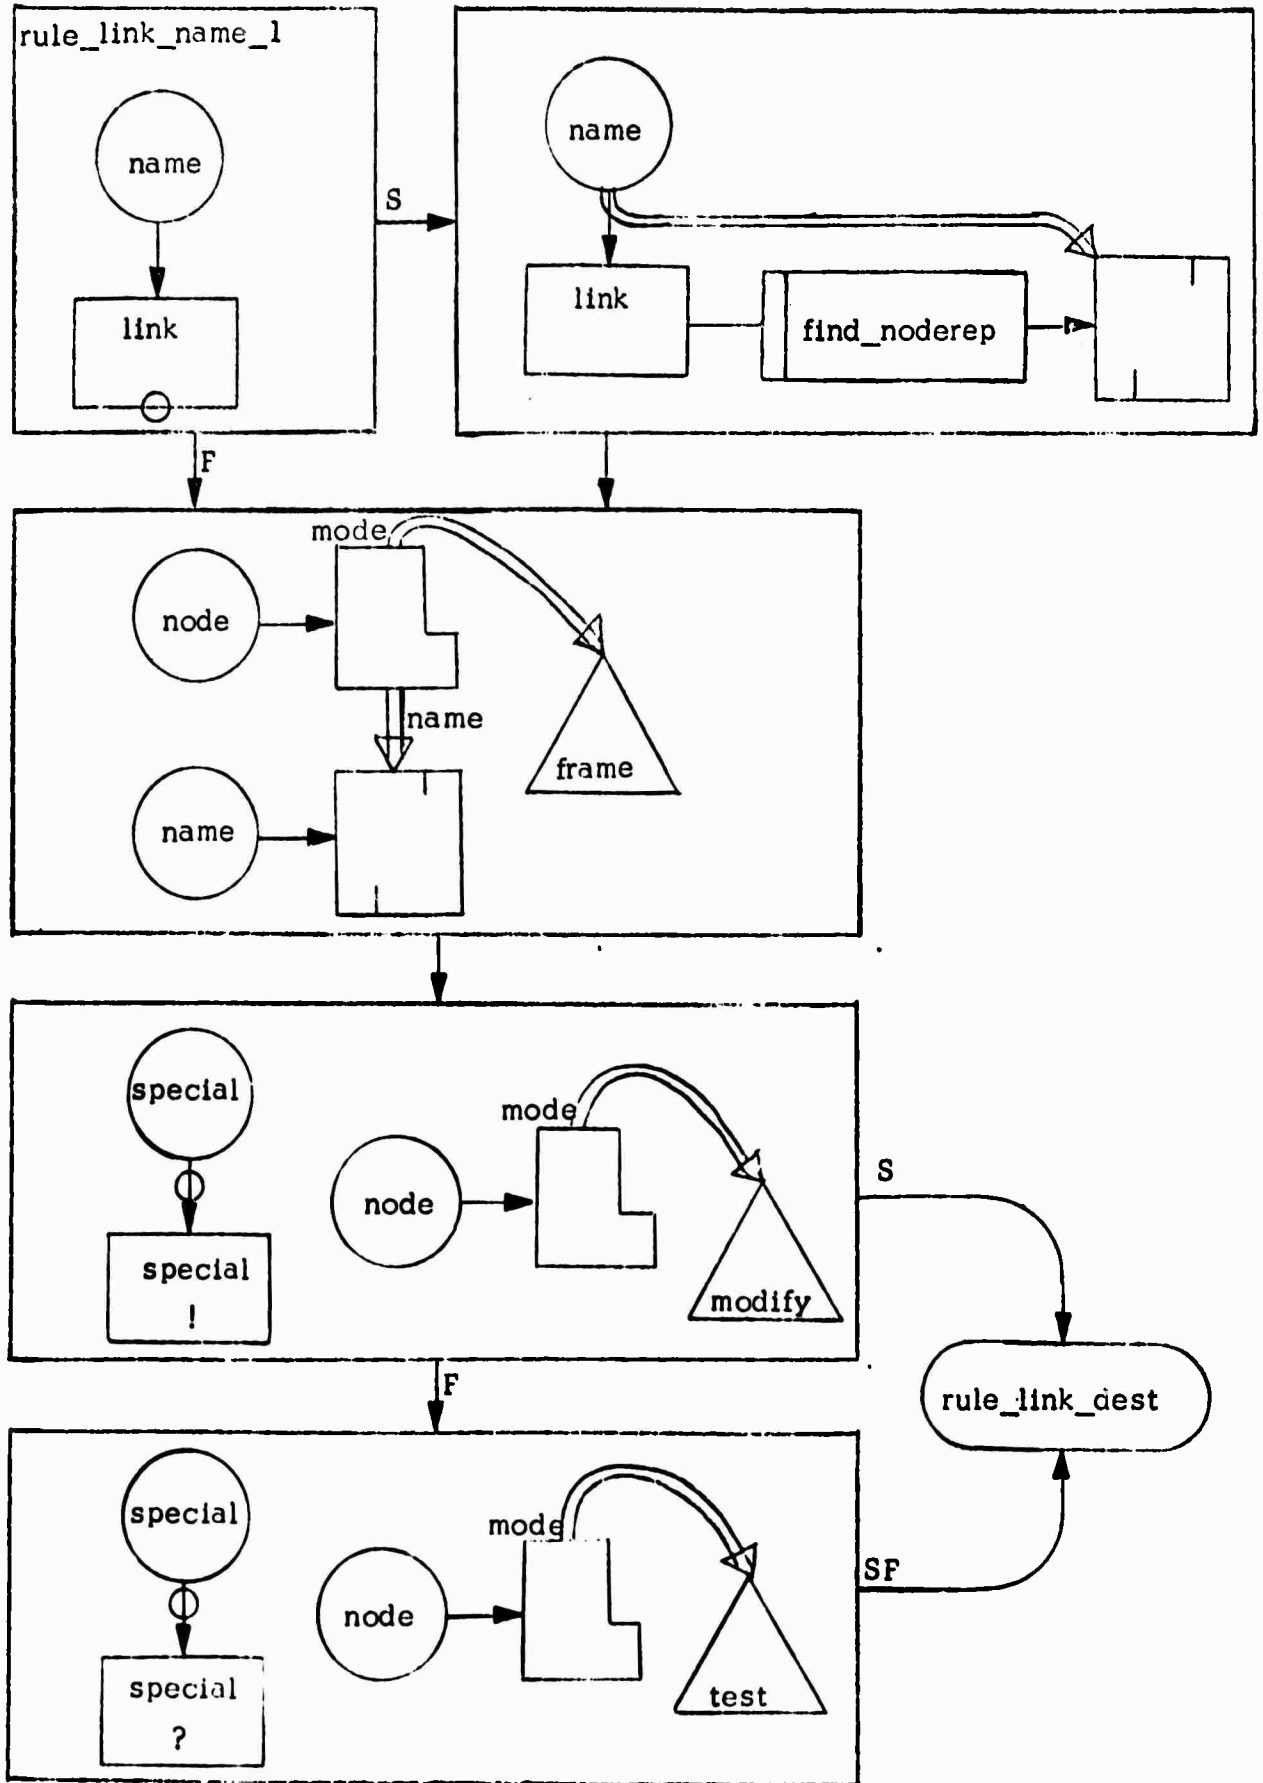 rule_link_name_1
name
link
S
name
link
find_noderep
F
mode
node
name
name
frame
special
mode
node
special
!
modify
S
F
rule_link_dest
special
mode
node
special
?
test
SF